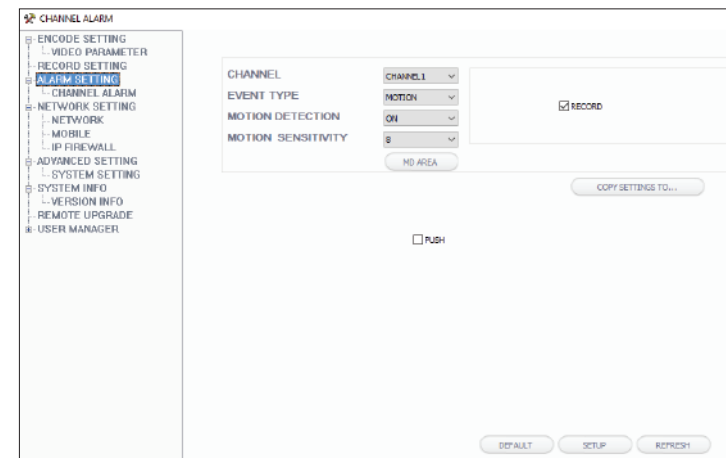 CHANNEL ALARM
ENCODE SETTING
VIDEO PARAMETER
RECORD SETTING
ALARM SETTING
CHANNEL ALARM
NETWORK SETTING
NETWORK
MOBILE
IP FIREWALL
ADVANCED SETTING
SYSTEM SETTING
SYSTEM INFO
VERSION INFO
REMOTE UPGRADE
USER MANAGER
CHANNEL CHANNEL1
EVENT TYPE MOTION
MOTION DETECTION ON
MOTION SENSITIVITY 8
MD AREA
RECORD
COPY SETTINGS TO...
PUSH
DEFAULT SETUP REFRESH